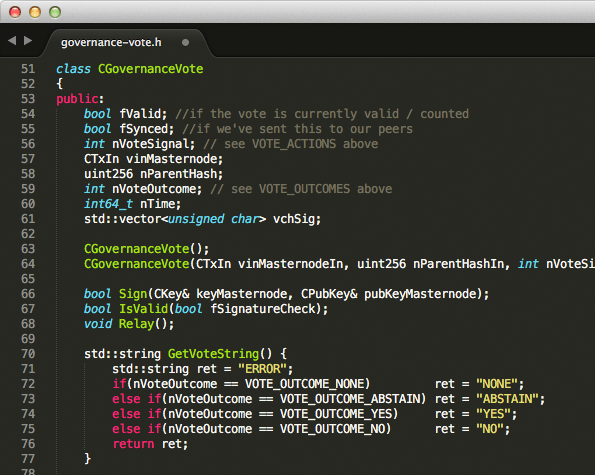 governance-vote.h
51 class CGovernanceVote
52 {
53 public:
54     bool fValid; //if the vote is currently valid / counted
55     bool fSynced; //if we've sent this to our peers
56     int nVoteSignal; // see VOTE_ACTIONS above
57     CTxIn vinMasternode;
58     uint256 nParentHash;
59     int nVoteOutcome; // see VOTE_OUTCOMES above
60     int64_t nTime;
61     std::vector<unsigned char> vchSig;
62
63     CGovernanceVote();
64     CGovernanceVote(CTxIn vinMasternodeIn, uint256 nParentHashIn, int nVoteSi
65
66     bool Sign(CKey& keyMasternode, CPubKey& pubKeyMasternode);
67     bool IsValid(bool fSignatureCheck);
68     void Relay();
69
70     std::string GetVoteString() {
71         std::string ret = "ERROR";
72         if(nVoteOutcome == VOTE_OUTCOME_NONE)         ret = "NONE";
73         else if(nVoteOutcome == VOTE_OUTCOME_ABSTAIN) ret = "ABSTAIN";
74         else if(nVoteOutcome == VOTE_OUTCOME_YES)     ret = "YES";
75         else if(nVoteOutcome == VOTE_OUTCOME_NO)      ret = "NO";
76         return ret;
77     }
78